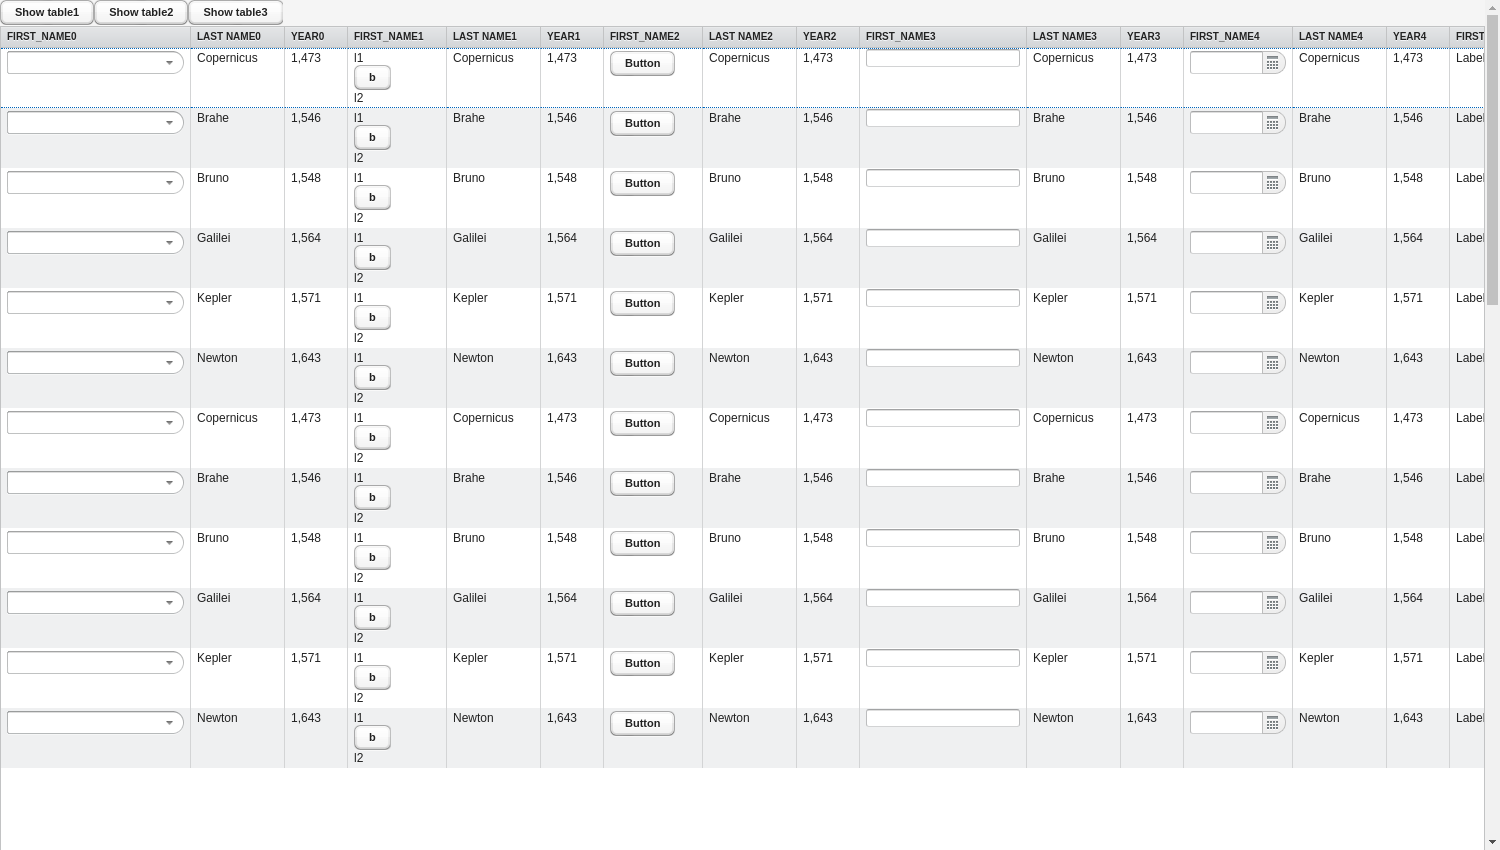 Show table1 Show table2 Show table3
FIRST_NAME0 LAST NAME0 YEAR0 FIRST_NAME1 LAST NAME1 YEAR1 FIRST_NAME2 LAST NAME2 YEAR2 FIRST_NAME3 LAST NAME3 YEAR3 FIRST_NAME4 LAST NAME4 YEAR4 FIRST
Copernicus 1,473 l1 Copernicus 1,473 Button Copernicus 1,473 Copernicus 1,473 Copernicus 1,473 Label
b
l2
Brahe 1,546 l1 Brahe 1,546 Button Brahe 1,546 Brahe 1,546 Brahe 1,546 Label
b
l2
Bruno 1,548 l1 Bruno 1,548 Button Bruno 1,548 Bruno 1,548 Bruno 1,548 Label
b
l2
Galilei 1,564 l1 Galilei 1,564 Button Galilei 1,564 Galilei 1,564 Galilei 1,564 Label
b
l2
Kepler 1,571 l1 Kepler 1,571 Button Kepler 1,571 Kepler 1,571 Kepler 1,571 Label
b
l2
Newton 1,643 l1 Newton 1,643 Button Newton 1,643 Newton 1,643 Newton 1,643 Label
b
l2
Copernicus 1,473 l1 Copernicus 1,473 Button Copernicus 1,473 Copernicus 1,473 Copernicus 1,473 Label
b
l2
Brahe 1,546 l1 Brahe 1,546 Button Brahe 1,546 Brahe 1,546 Brahe 1,546 Label
b
l2
Bruno 1,548 l1 Bruno 1,548 Button Bruno 1,548 Bruno 1,548 Bruno 1,548 Label
b
l2
Galilei 1,564 l1 Galilei 1,564 Button Galilei 1,564 Galilei 1,564 Galilei 1,564 Label
b
l2
Kepler 1,571 l1 Kepler 1,571 Button Kepler 1,571 Kepler 1,571 Kepler 1,571 Label
b
l2
Newton 1,643 l1 Newton 1,643 Button Newton 1,643 Newton 1,643 Newton 1,643 Label
b
l2